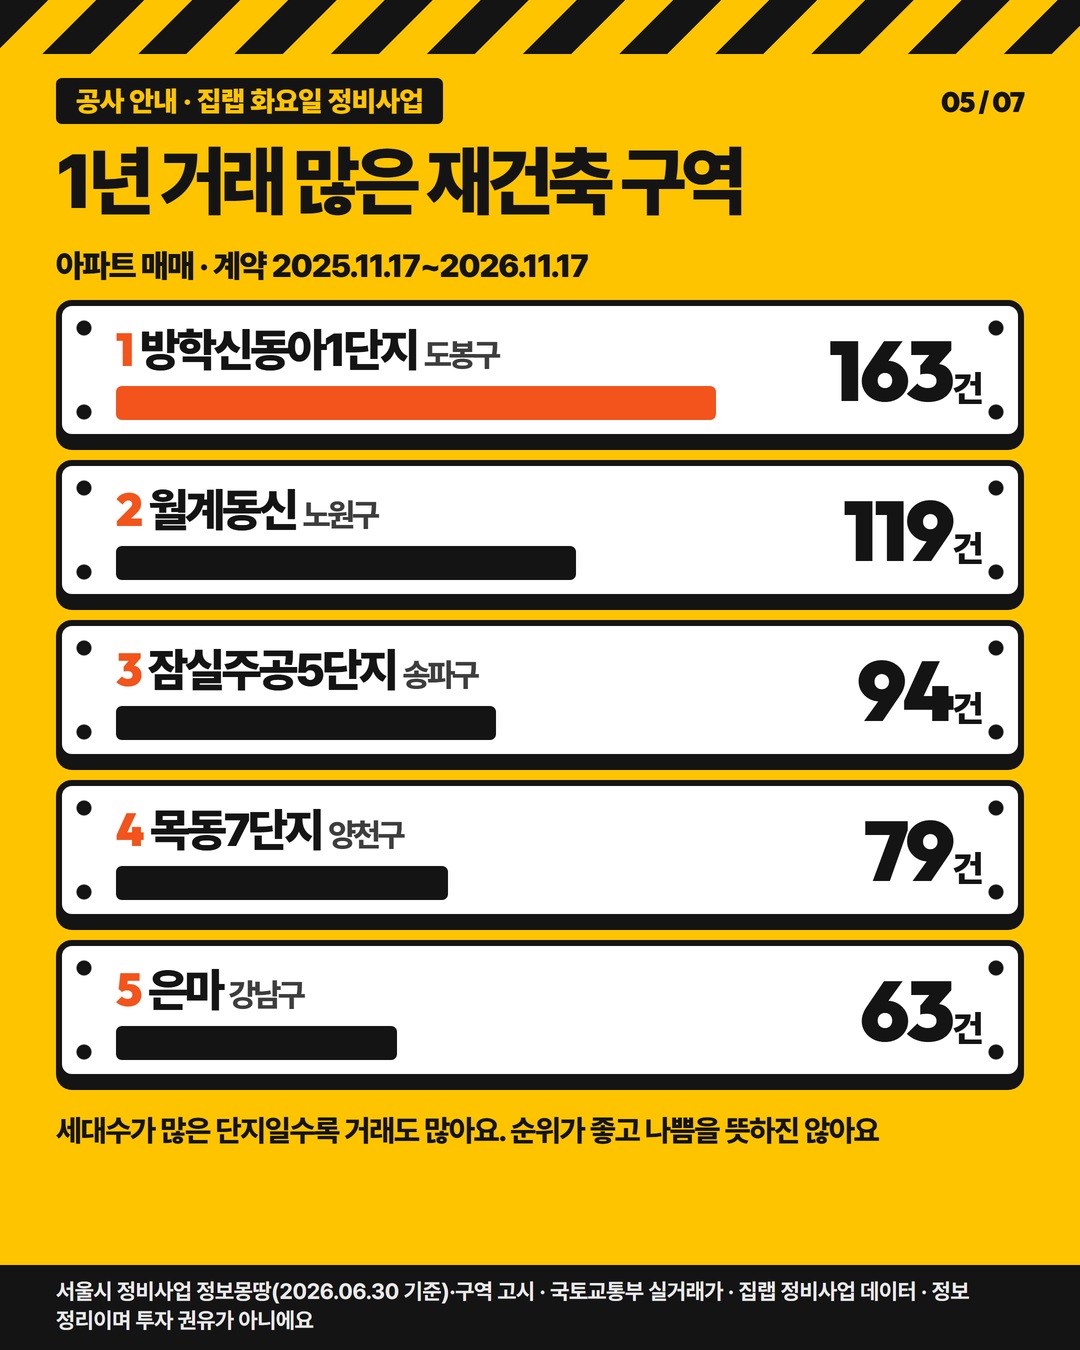 공사 안내 · 집랩 화요일 정비사업
05 / 07
1년 거래 많은 재건축 구역
아파트 매매 · 계약 2025.11.17~2026.11.17
1 방학신동아1단지 도봉구
163건
2 월계동신 노원구
119건
3 잠실주공5단지 송파구
94건
4 목동7단지 양천구
79건
5 은마 강남구
63건
세대수가 많은 단지일수록 거래도 많아요. 순위가 좋고 나쁨을 뜻하진 않아요
서울시 정비사업 정보몽땅(2026.06.30 기준)·구역 고시 · 국토교통부 실거래가 · 집랩 정비사업 데이터 · 정보
정리이며 투자 권유가 아니에요